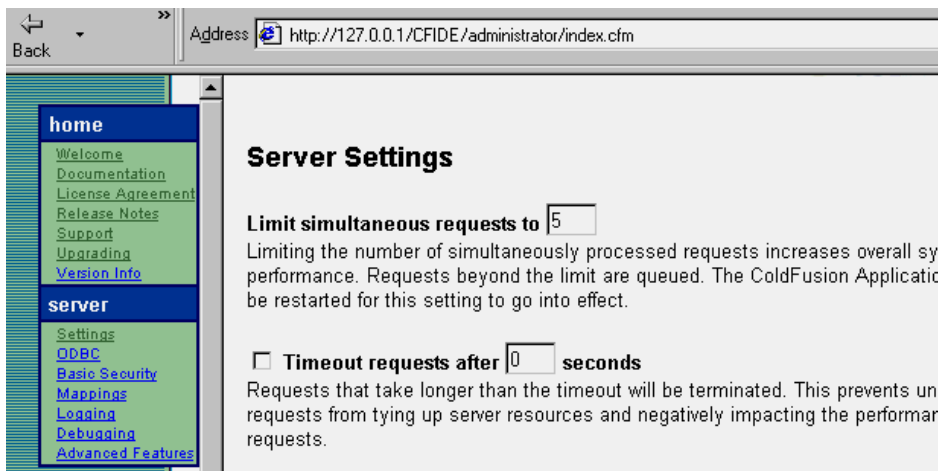 Back
»
Address http://127.0.0.1/CFIDE/administrator/index.cfm
home
Welcome
Documentation
License Agreement
Release Notes
Support
Upgrading
Version Info
server
Settings
ODBC
Basic Security
Mappings
Logging
Debugging
Advanced Features
Server Settings
Limit simultaneous requests to 5
Limiting the number of simultaneously processed requests increases overall sy
performance. Requests beyond the limit are queued. The ColdFusion Applicatio
be restarted for this setting to go into effect.
Timeout requests after 0 seconds
Requests that take longer than the timeout will be terminated. This prevents un
requests from tying up server resources and negatively impacting the performar
requests.